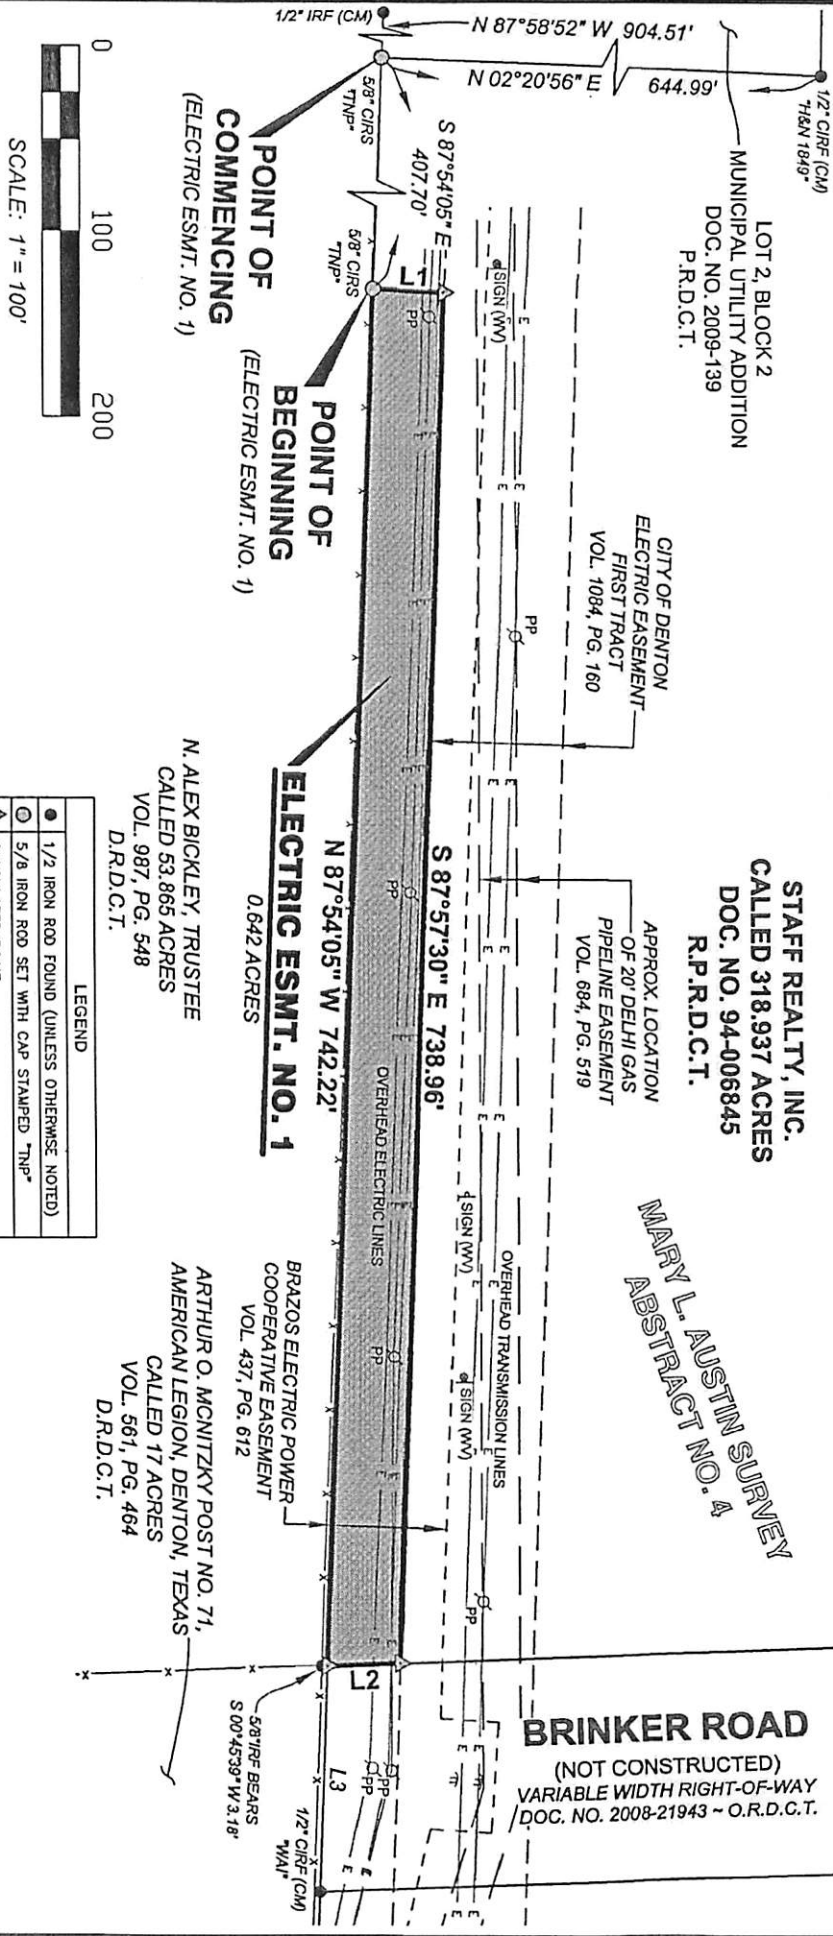 1/2" IRF (CM)
N 87°58'52" W 904.51'
N 02°20'56" E 644.99'
1/2" CIRF (CM)
"H&N 1849"
LOT 2, BLOCK 2
MUNICIPAL UTILITY ADDITION
DOC. NO. 2009-139
P.R.D.C.T.
5/8" CIRS
"TNP"
POINT OF
COMMENCING
(ELECTRIC ESMT. NO. 1)
S 87°54'05" E
407.70'
5/8" CIRS
"TNP"
L1
PP
SIGN (WV)
E
E
E
POINT OF
BEGINNING
(ELECTRIC ESMT. NO. 1)
0 100 200
SCALE: 1" = 100'
CITY OF DENTON
ELECTRIC EASEMENT
FIRST TRACT
VOL. 1084, PG. 160
PP
STAFF REALTY, INC.
CALLED 318.937 ACRES
DOC. NO. 94-006845
R.P.R.D.C.T.
APPROX. LOCATION
OF 20' DELHI GAS
PIPELINE EASEMENT
VOL. 684, PG. 519
S 87°57'30" E 738.96'
PP
ELECTRIC ESMT. NO. 1
0.642 ACRES
N 87°54'05" W 742.22'
OVERHEAD ELECTRIC LINES
N. ALEX BICKLEY, TRUSTEE
CALLED 53.865 ACRES
VOL. 987, PG. 548
D.R.D.C.T.
LEGEND
1/2 IRON ROD FOUND (UNLESS OTHERWISE NOTED)
5/8 IRON ROD SET WITH CAP STAMPED "TNP"
MARY L. AUSTIN SURVEY
ABSTRACT NO. 4
SIGN (WV)
OVERHEAD TRANSMISSION LINES
SIGN (WV)
PP
PP
BRAZOS ELECTRIC POWER
COOPERATIVE EASEMENT
VOL. 437, PG. 612
ARTHUR O. MCNITZKY POST NO. 71,
AMERICAN LEGION, DENTON, TEXAS
CALLED 17 ACRES
VOL. 561, PG. 464
D.R.D.C.T.
L2
5/8" IRF BEARS
S 00°45'39" W 3.18'
PP
PP
L3
1/2" CIRF (CM)
"WAI"
BRINKER ROAD
(NOT CONSTRUCTED)
VARIABLE WIDTH RIGHT-OF-WAY
DOC. NO. 2008-21943 ~ O.R.D.C.T.